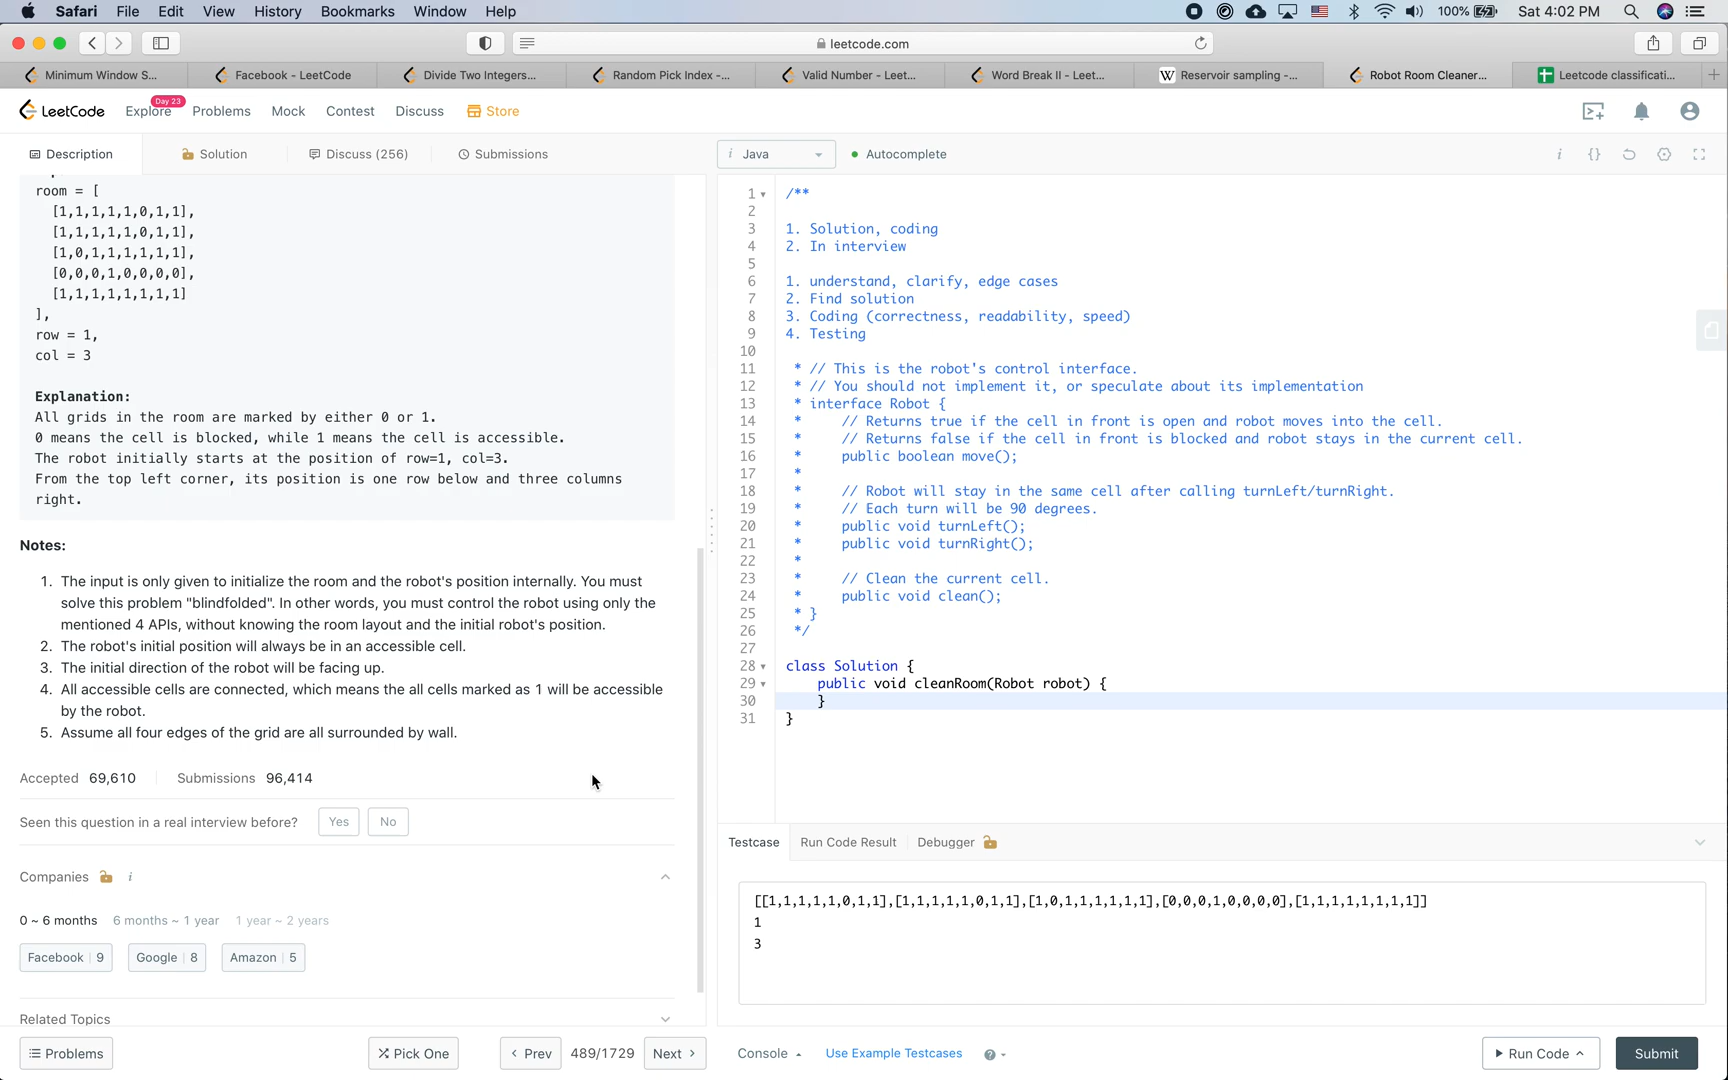 Safari File Edit View History Bookmarks Window Help 100% Sat 4:02 PM
leetcode.com
Minimum Window S... Facebook - LeetCode Divide Two Integers... Random Pick Index -... Valid Number - Leet... Word Break II - Leet... W Reservoir sampling -... Robot Room Cleaner... Leetcode classificati...
LeetCode Explore Day 23 Problems Mock Contest Discuss Store
Description Solution Discuss (256) Submissions
room = [
[1,1,1,1,1,0,1,1],
[1,1,1,1,1,0,1,1],
[1,0,1,1,1,1,1,1],
[0,0,0,1,0,0,0,0],
[1,1,1,1,1,1,1,1]
],
row = 1,
col = 3
Explanation:
All grids in the room are marked by either 0 or 1.
0 means the cell is blocked, while 1 means the cell is accessible.
The robot initially starts at the position of row=1, col=3.
From the top left corner, its position is one row below and three columns
right.
Notes:
1. The input is only given to initialize the room and the robot's position internally. You must
solve this problem "blindfolded". In other words, you must control the robot using only the
mentioned 4 APIs, without knowing the room layout and the initial robot's position.
2. The robot's initial position will always be in an accessible cell.
3. The initial direction of the robot will be facing up.
4. All accessible cells are connected, which means the all cells marked as 1 will be accessible
by the robot.
5. Assume all four edges of the grid are all surrounded by wall.
Accepted 69,610 Submissions 96,414
Seen this question in a real interview before? Yes No
Companies i
0 ~ 6 months 6 months ~ 1 year 1 year ~ 2 years
Facebook 9 Google 8 Amazon 5
Related Topics
Problems Pick One Prev 489/1729 Next
i Java Autocomplete i {}
1 /**
2
3 1. Solution, coding
4 2. In interview
5
6 1. understand, clarify, edge cases
7 2. Find solution
8 3. Coding (correctness, readability, speed)
9 4. Testing
10
11 * // This is the robot's control interface.
12 * // You should not implement it, or speculate about its implementation
13 * interface Robot {
14 * // Returns true if the cell in front is open and robot moves into the cell.
15 * // Returns false if the cell in front is blocked and robot stays in the current cell.
16 * public boolean move();
17 *
18 * // Robot will stay in the same cell after calling turnLeft/turnRight.
19 * // Each turn will be 90 degrees.
20 * public void turnLeft();
21 * public void turnRight();
22 *
23 * // Clean the current cell.
24 * public void clean();
25 * }
26 */
27
28 class Solution {
29 public void cleanRoom(Robot robot) {
30 }
31 }
Testcase Run Code Result Debugger
[[1,1,1,1,1,0,1,1],[1,1,1,1,1,0,1,1],[1,0,1,1,1,1,1,1],[0,0,0,1,0,0,0,0],[1,1,1,1,1,1,1,1]]
1
3
Console Use Example Testcases ? Run Code Submit